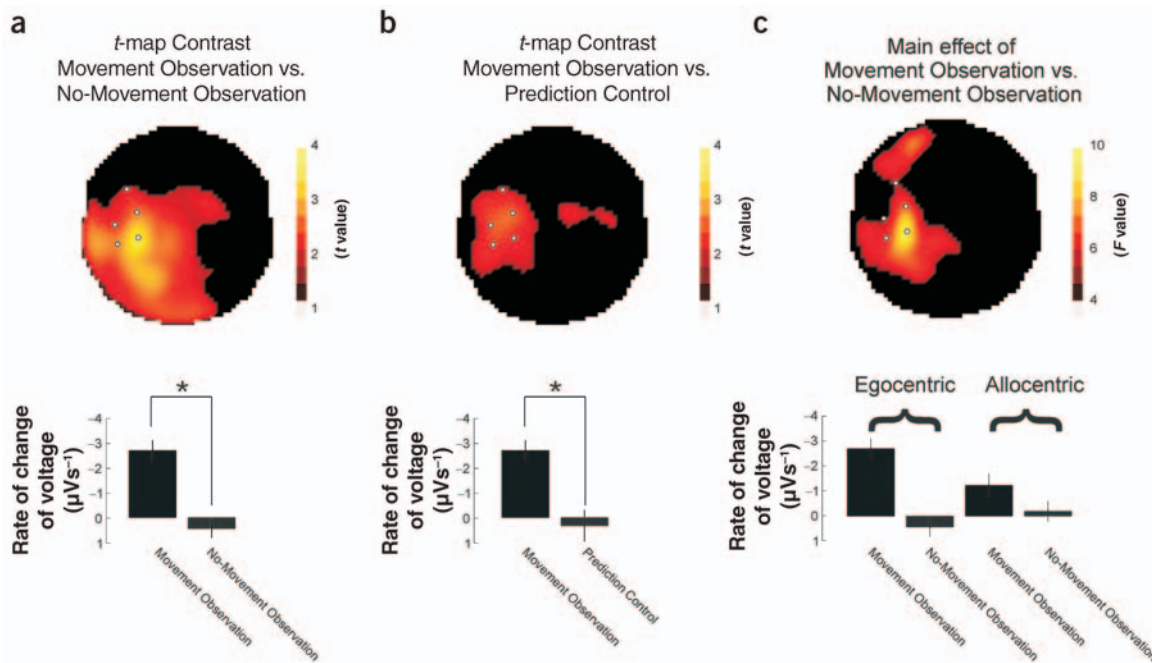 a
t-map Contrast
Movement Observation vs.
No-Movement Observation
4
3
2
1
(t value)
b
t-map Contrast
Movement Observation vs.
Prediction Control
4
3
2
1
(t value)
c
Main effect of
Movement Observation vs.
No-Movement Observation
10
8
6
4
(F value)
Rate of change
of voltage
(μVs⁻¹)
-4
-3
-2
-1
0
1
*
Movement Observation
No-Movement Observation
Rate of change
of voltage
(μVs⁻¹)
-4
-3
-2
-1
0
1
*
Movement Observation
Prediction Control
Rate of change
of voltage
(μVs⁻¹)
Egocentric
Allocentric
-4
-3
-2
-1
0
1
Movement Observation
No-Movement Observation
Movement Observation
No-Movement Observation